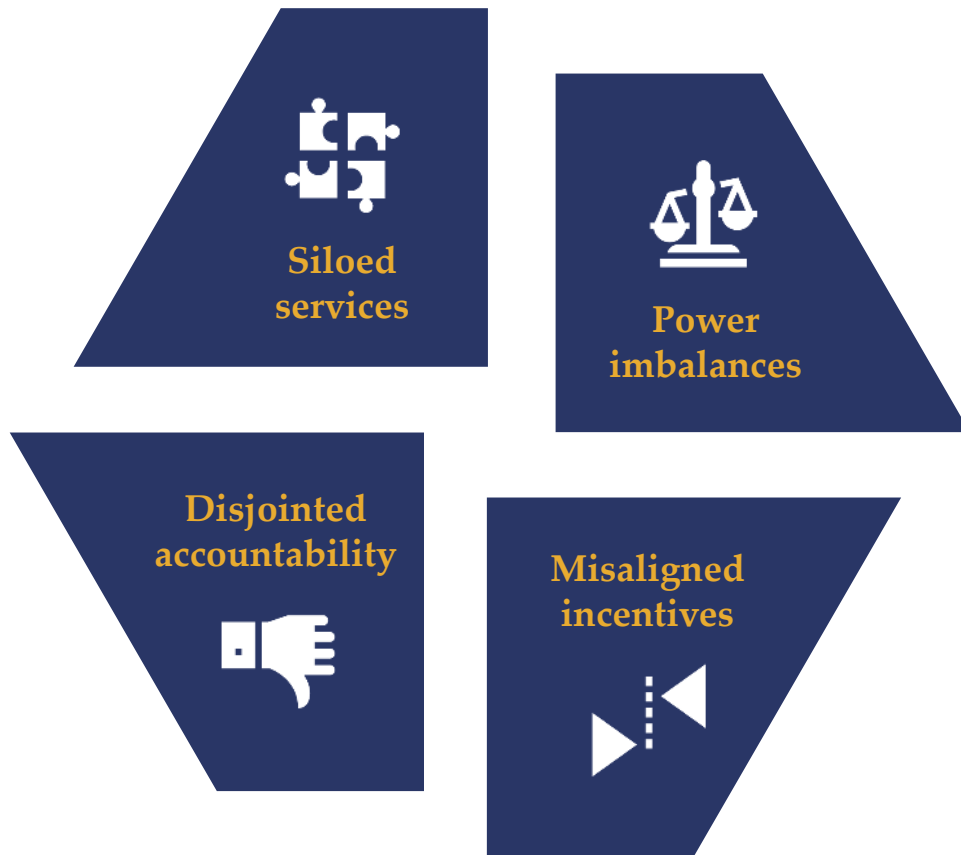 Siloed
services
Power
imbalances
Disjointed
accountability
Misaligned
incentives